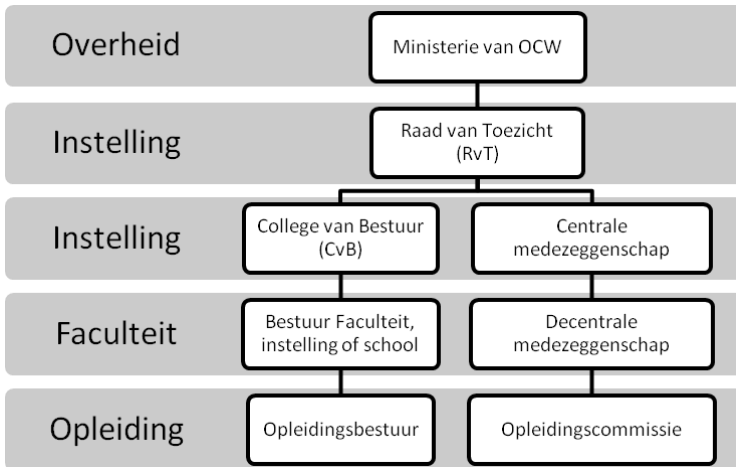 Overheid
Ministerie van OCW
Instelling
Raad van Toezicht
(RvT)
Instelling
College van Bestuur
(CvB)
Centrale
medezeggenschap
Faculteit
Bestuur Faculteit,
instelling of school
Decentrale
medezeggenschap
Opleiding
Opleidingsbestuur
Opleidingscommissie